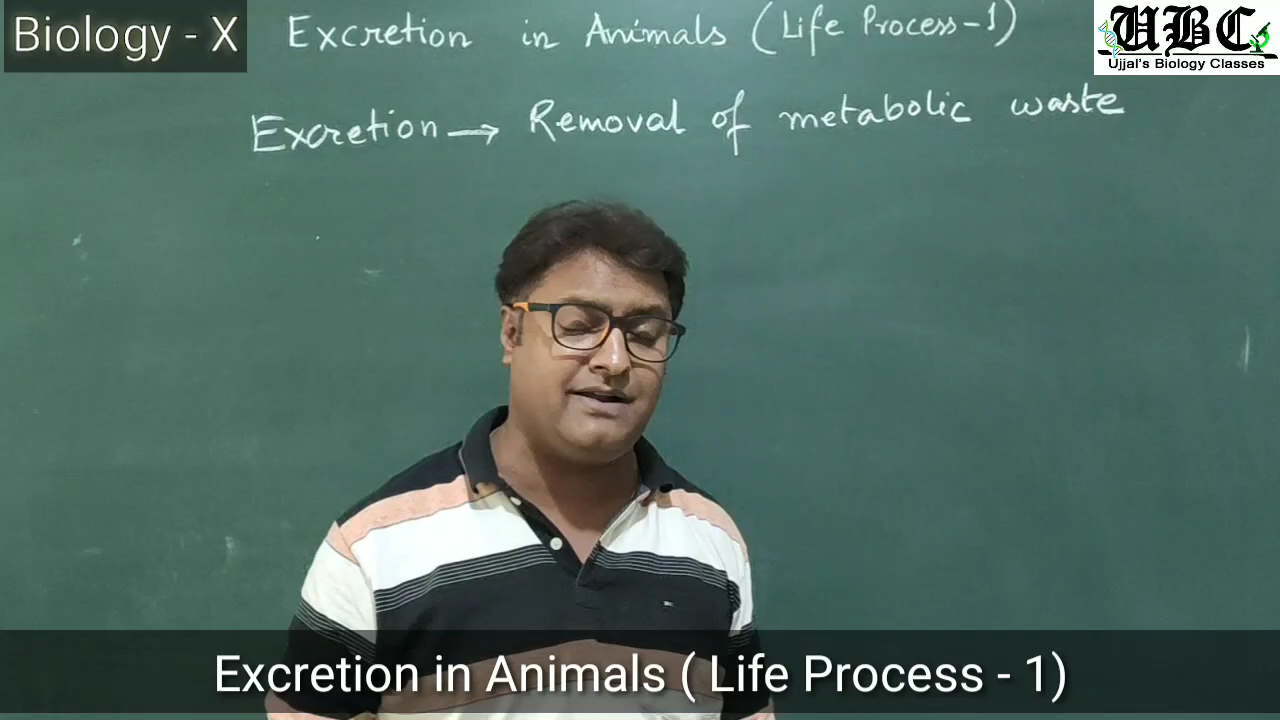 Biology - X
Excretion in Animals (Life Process-1)
UBC
Ujjal's Biology Classes
Excretion → Removal of metabolic waste
Excretion in Animals ( Life Process - 1)